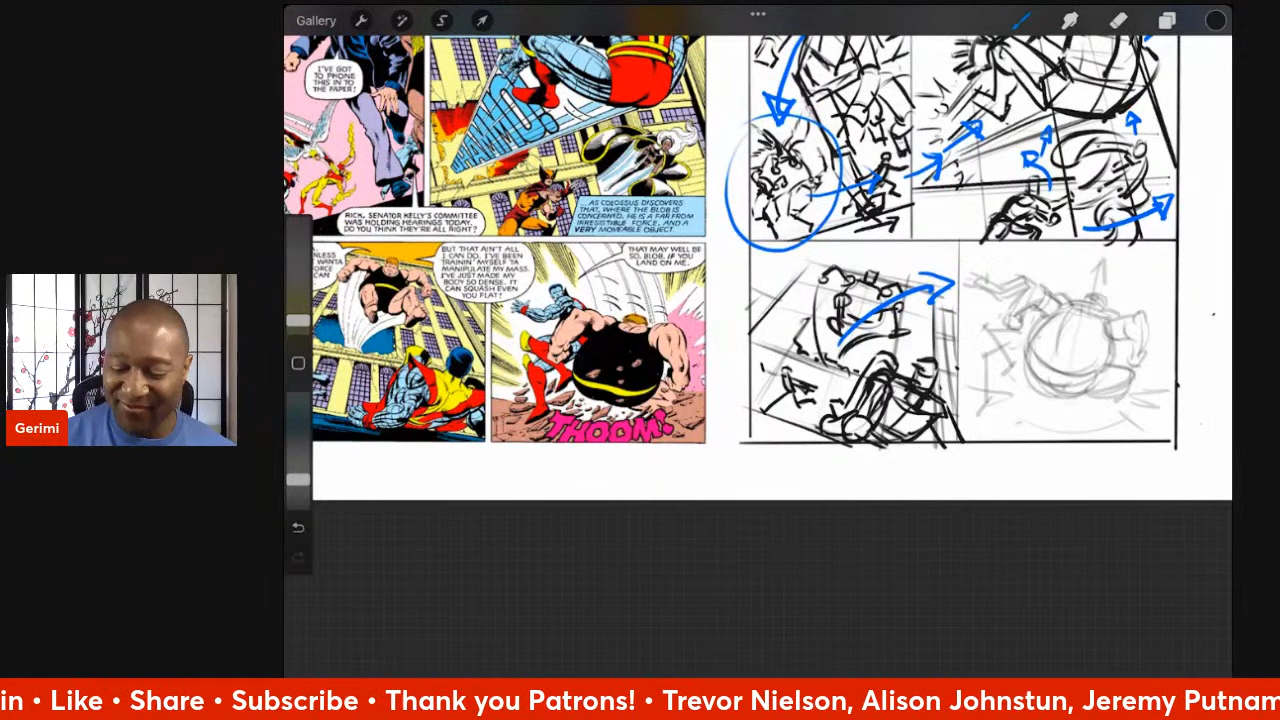 Gallery
I'VE GOT
TO PHONE
THIS IN TO
THE PAPER!
WHAM-O
RICK, SENATOR KELLY'S COMMITTEE
WAS HOLDING HEARINGS TODAY.
DO YOU THINK THEY'RE ALL RIGHT?
AS COLOSSUS DISCOVERS
THAT, WHERE THE BLOB IS
CONCERNED, HE IS A FAR FROM
IRRESISTIBLE FORCE, AND A
VERY MOVEABLE OBJECT.
BUT THAT AIN'T ALL
I CAN DO. I'VE BEEN
TRAININ' MYSELF TA
MANIPULATE MY MASS.
I'VE JUST MADE MY
BODY SO DENSE, IT
CAN SQUASH EVEN
YOU FLAT!
THAT MAY WELL BE
SO, BLOB, IF YOU
LAND ON ME.
THOOM!
Gerimi
in • Like • Share • Subscribe • Thank you Patrons! • Trevor Nielson, Alison Johnstun, Jeremy Putnam